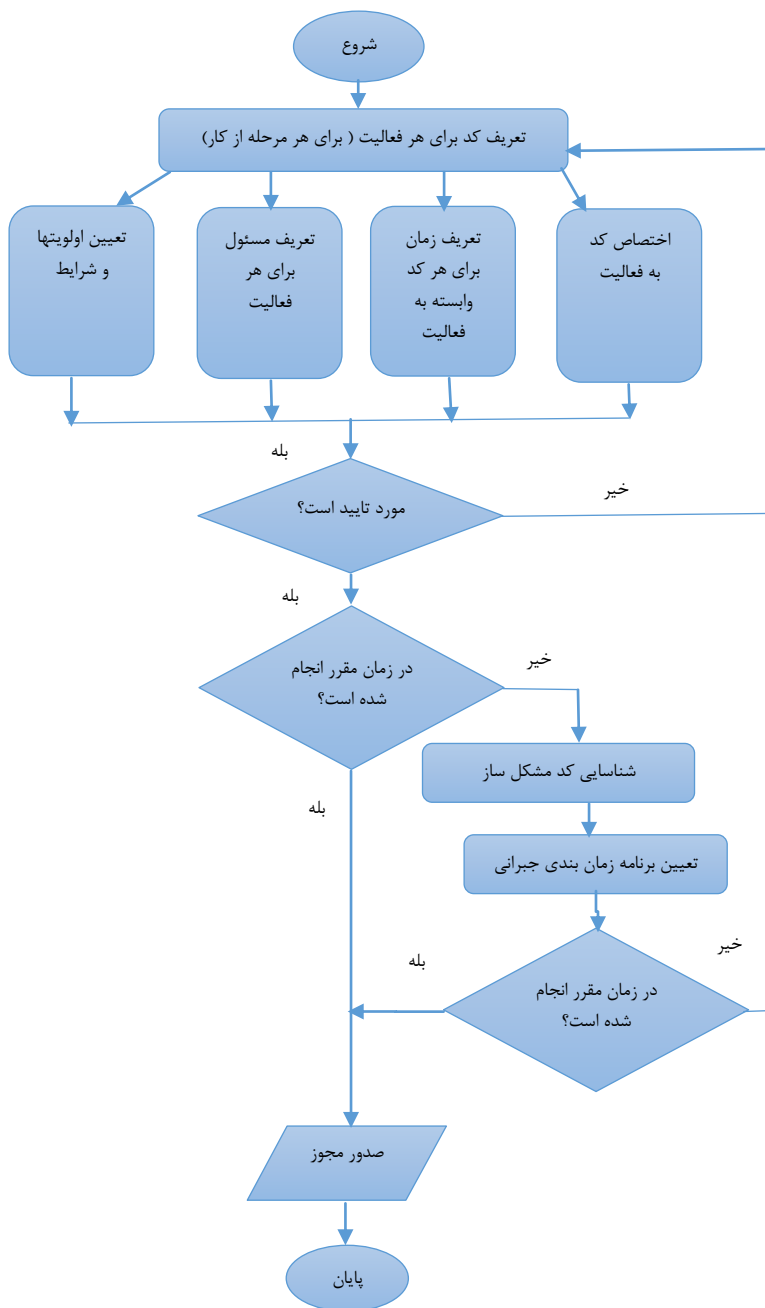 شروع
تعریف کد برای هر فعالیت ( برای هر مرحله از کار)
اختصاص کد
به فعالیت
تعریف زمان
برای هر کد
وابسته به
فعالیت
تعریف مسئول
برای هر
فعالیت
تعیین اولویتها
و شرایط
بله
مورد تایید است؟
خیر
بله
در زمان مقرر انجام
شده است؟
خیر
شناسایی کد مشکل ساز
بله
تعیین برنامه زمان بندی جبرانی
خیر
بله
در زمان مقرر انجام
شده است؟
صدور مجوز
پایان